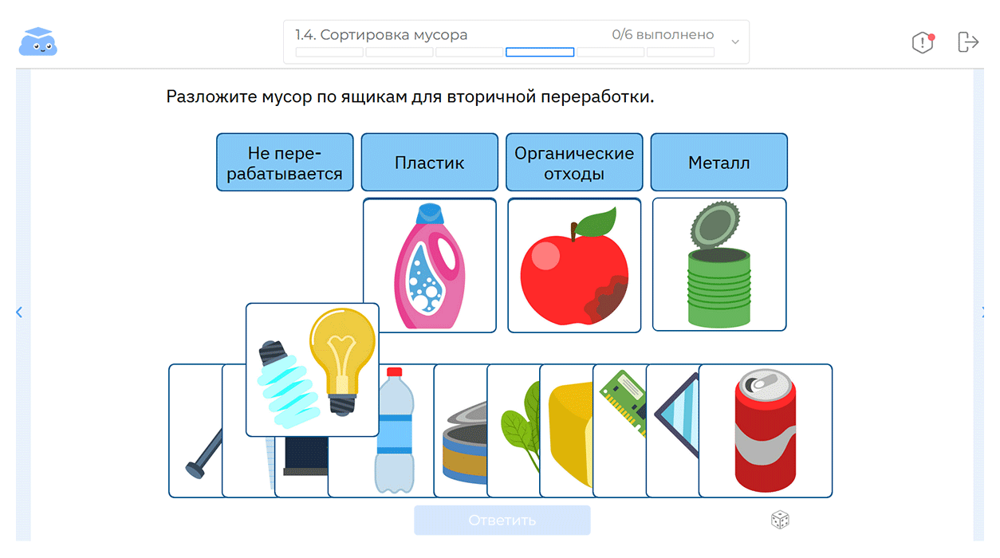 1.4. Сортировка мусора
0/6 выполнено
Разложите мусор по ящикам для вторичной переработки.
Не пере-
рабатывается
Пластик
Органические
отходы
Металл
Ответить